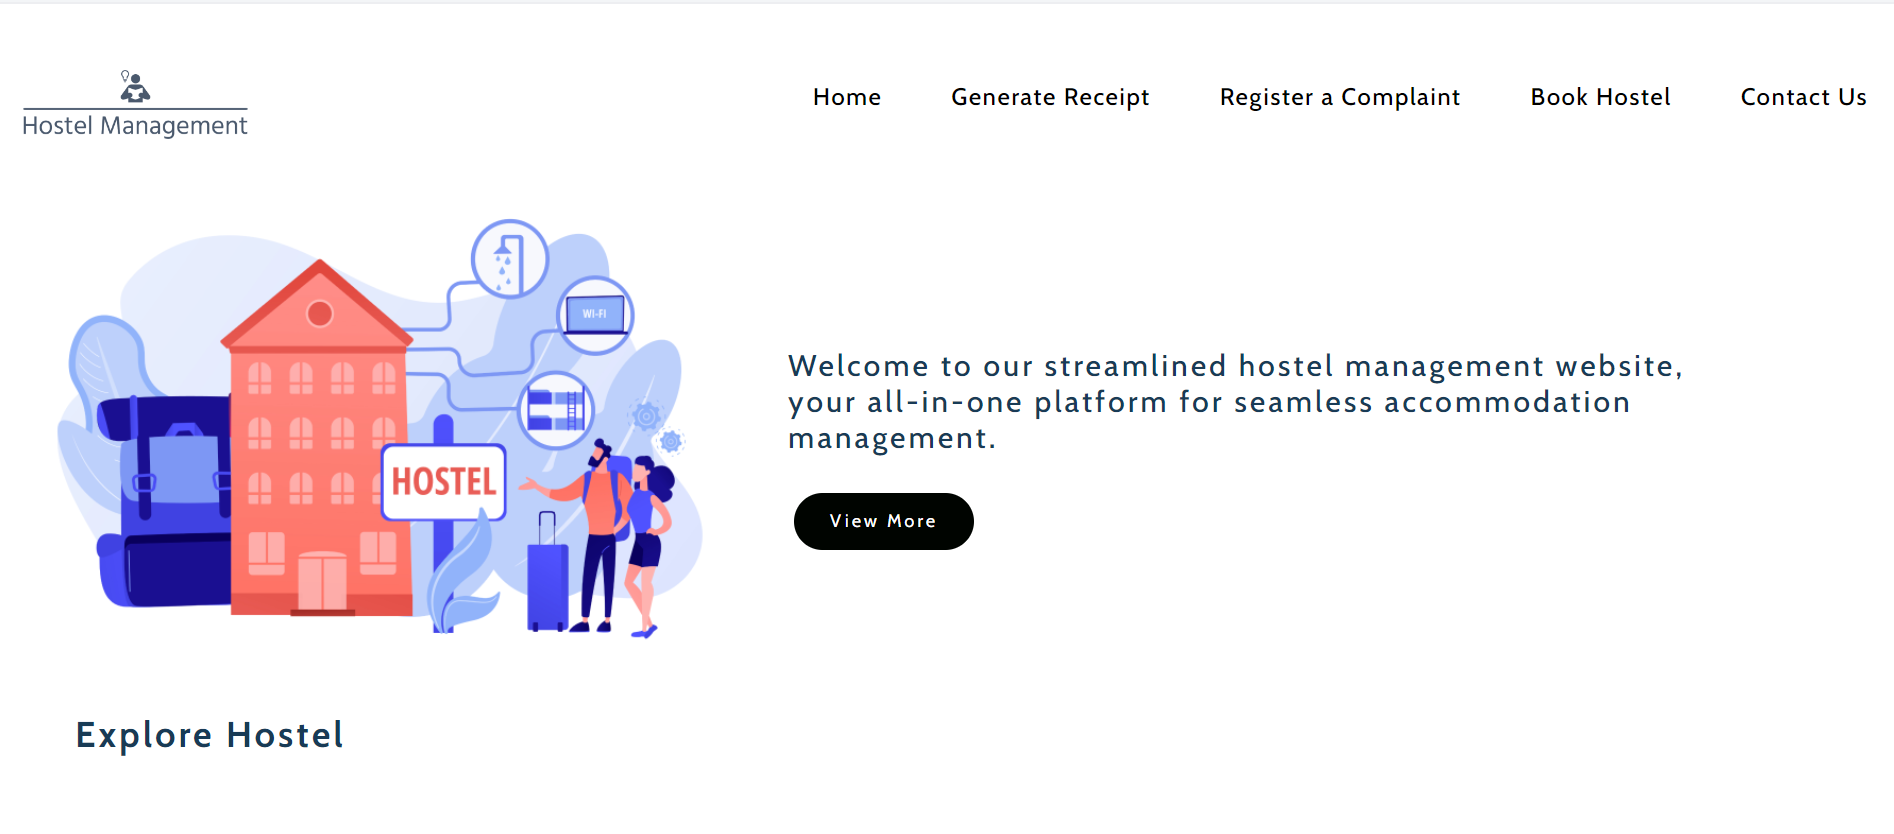 Hostel Management
Home Generate Receipt Register a Complaint Book Hostel Contact Us
WI-FI
HOSTEL
Welcome to our streamlined hostel management website,
your all-in-one platform for seamless accommodation
management.
View More
Explore Hostel